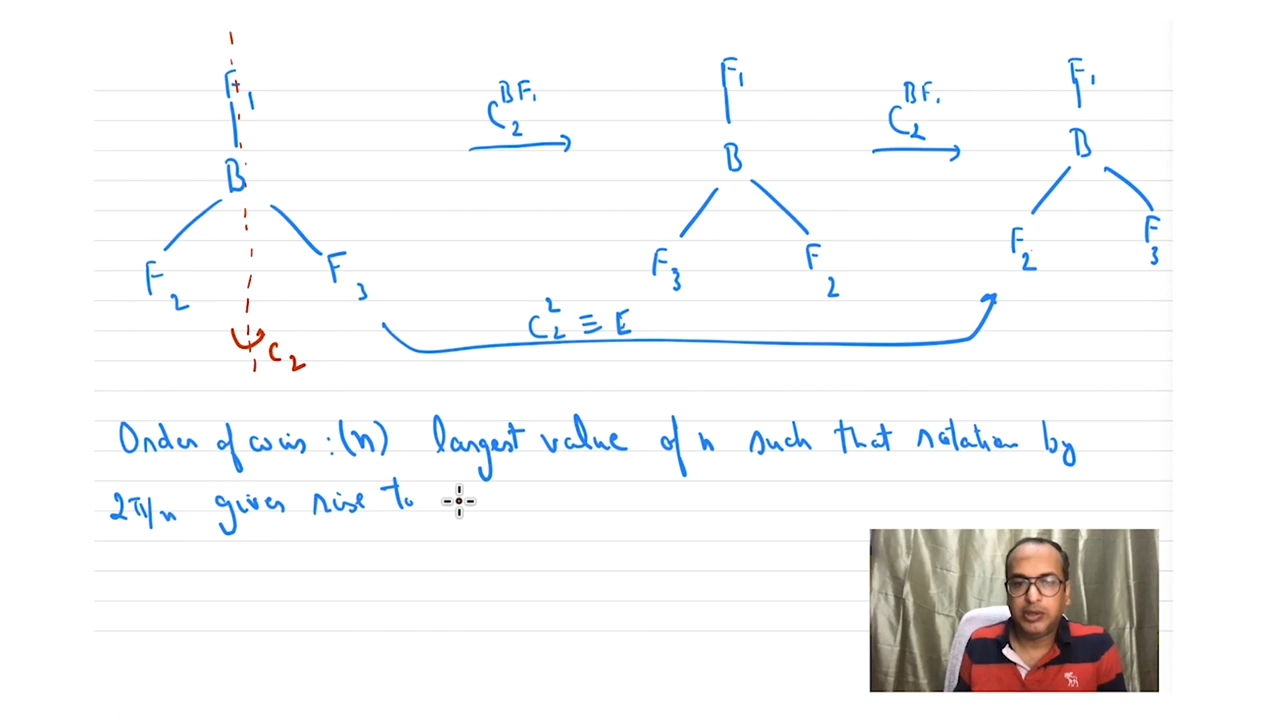 F1 C2^BF1 F1 C2^BF1 F1
B B B
F2 F3 F3 F2 F2 F3
C2 C2^2 ≡ E
Order of axis : (n) largest value of n such that rotation by
2π/n gives rise to